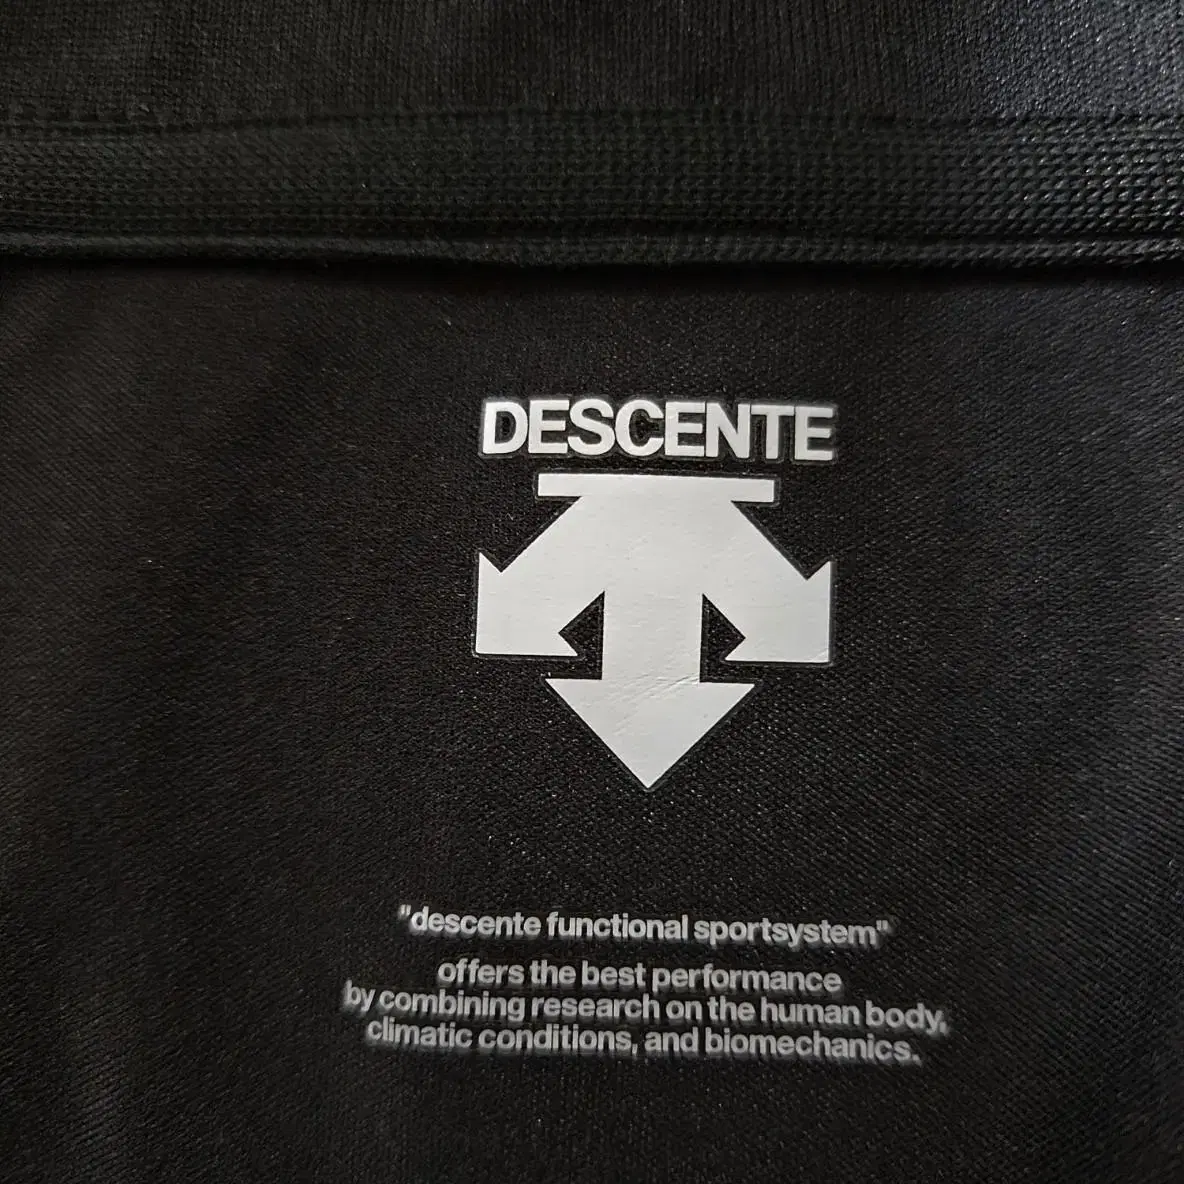 DESCENTE
"descente functional sportsystem"
offers the best performance
by combining research on the human body,
climatic conditions, and biomechanics.